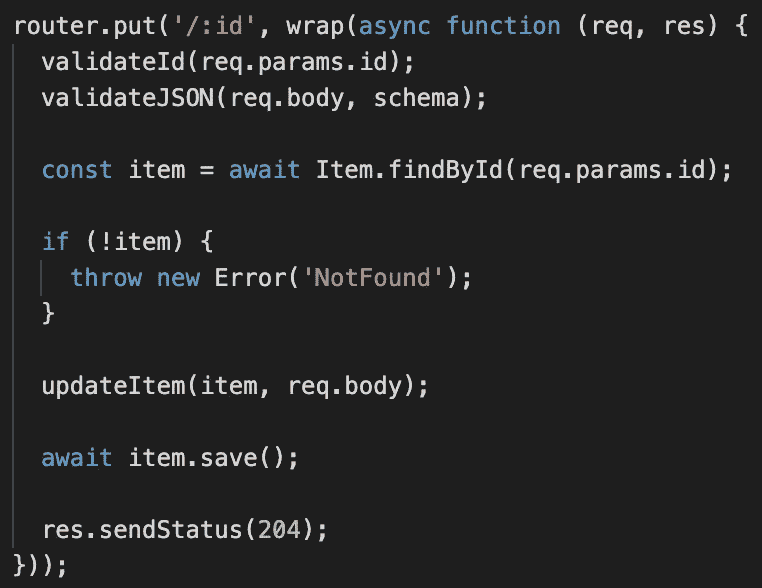 router.put('/:id', wrap(async function (req, res) {
  validateId(req.params.id);
  validateJSON(req.body, schema);

  const item = await Item.findById(req.params.id);

  if (!item) {
    throw new Error('NotFound');
  }

  updateItem(item, req.body);

  await item.save();

  res.sendStatus(204);
}));